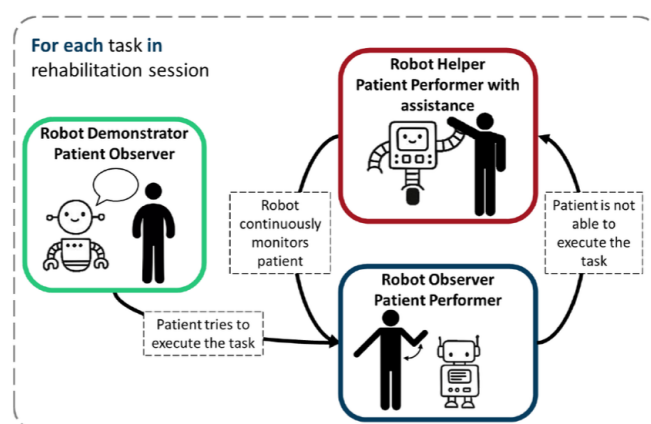 For each task in
rehabilitation session
Robot Demonstrator
Patient Observer
Robot Helper
Patient Performer with
assistance
Robot
continuously
monitors
patient
Patient is not
able to
execute the
task
Robot Observer
Patient Performer
Patient tries to
execute the task